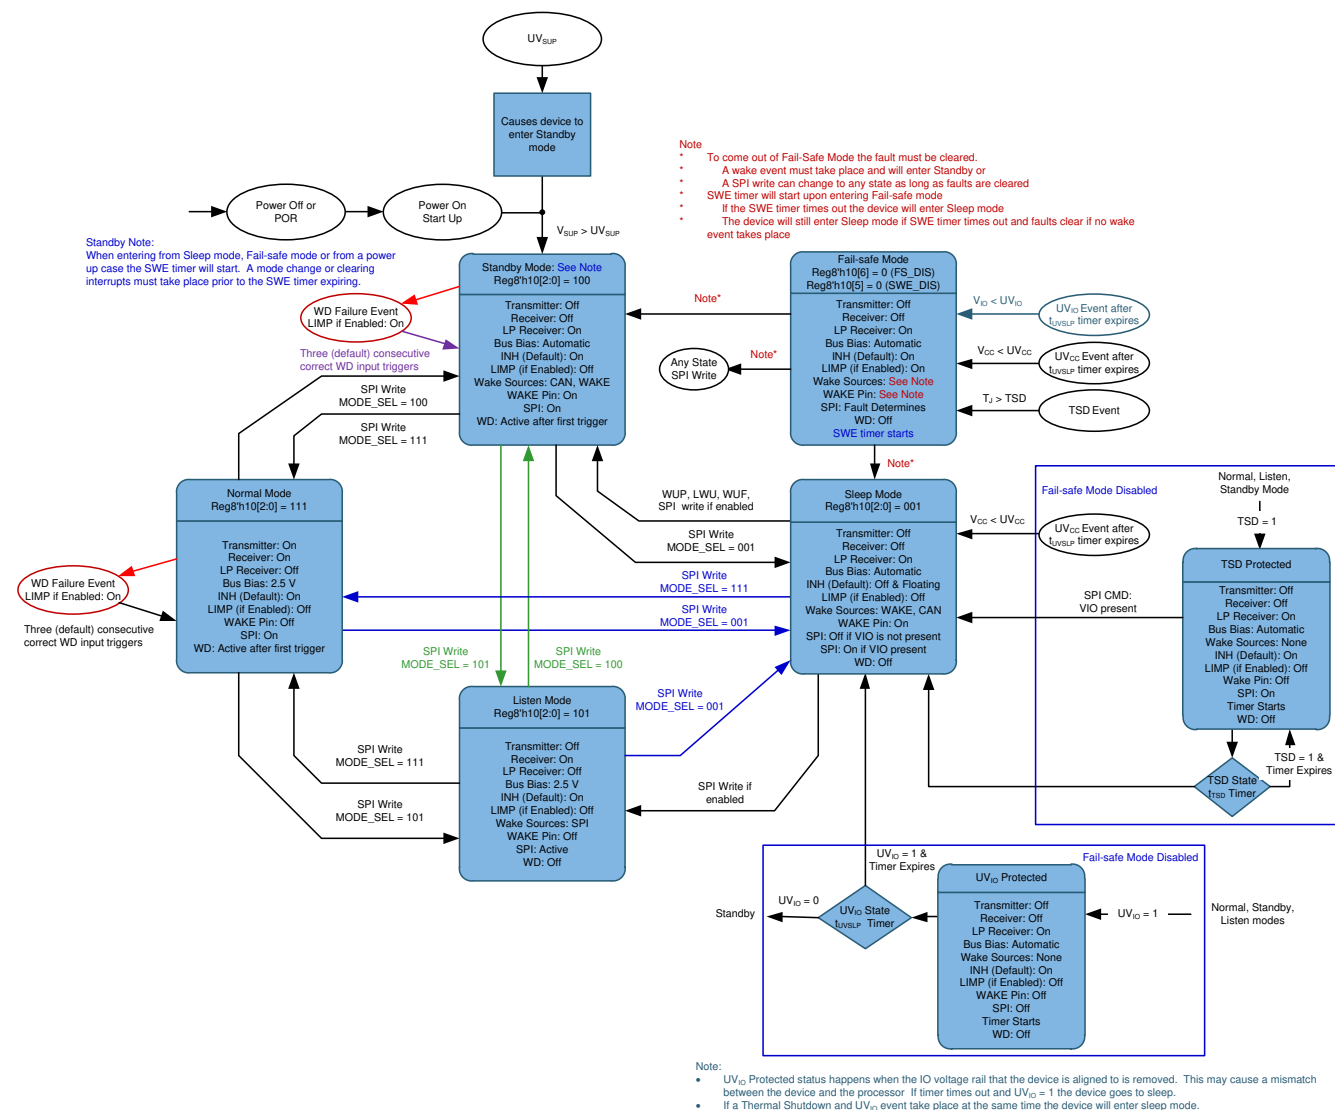 UVSUP
Causes device to
enter Standby
mode
Note
* To come out of Fail-Safe Mode the fault must be cleared.
* A wake event must take place and will enter Standby or
* A SPI write can change to any state as long as faults are cleared
* SWE timer will start upon entering Fail-safe mode
* If the SWE timer times out the device will enter Sleep mode
* The device will still enter Sleep mode if SWE timer times out and faults clear if no wake
event takes place
Power Off or
POR
Power On
Start Up
VSUP > UVSUP
Standby Note:
When entering from Sleep mode, Fail-safe mode or from a power
up case the SWE timer will start. A mode change or clearing
interrupts must take place prior to the SWE timer expiring.
Standby Mode: See Note
Reg8'h10[2:0] = 100
Transmitter: Off
Receiver: Off
LP Receiver: On
Bus Bias: Automatic
INH (Default): On
LIMP (if Enabled): Off
Wake Sources: CAN, WAKE
WAKE Pin: On
SPI: On
WD: Active after first trigger
WD Failure Event
LIMP if Enabled: On
Three (default) consecutive
correct WD input triggers
SPI Write
MODE_SEL = 100
SPI Write
MODE_SEL = 111
Fail-safe Mode
Reg8'h10[6] = 0 (FS_DIS)
Reg8'h10[5] = 0 (SWE_DIS)
Transmitter: Off
Receiver: Off
LP Receiver: On
Bus Bias: Automatic
INH (Default): On
LIMP (if Enabled): On
Wake Sources: See Note
WAKE Pin: See Note
SPI: Fault Determines
WD: Off
SWE timer starts
Note*
Note*
Any State
SPI Write
VIO < UVIO
UVIO Event after
tUVSLP timer expires
VCC < UVCC
UVCC Event after
tUVSLP timer expires
TJ > TSD
TSD Event
Note*
Normal Mode
Reg8'h10[2:0] = 111
Transmitter: On
Receiver: On
LP Receiver: Off
Bus Bias: 2.5 V
INH (Default): On
LIMP (if Enabled): Off
WAKE Pin: Off
SPI: On
WD: Active after first trigger
WD Failure Event
LIMP if Enabled: On
Three (default) consecutive
correct WD input triggers
WUP, LWU, WUF,
SPI write if enabled
SPI Write
MODE_SEL = 001
SPI Write
MODE_SEL = 111
SPI Write
MODE_SEL = 001
Sleep Mode
Reg8'h10[2:0] = 001
Transmitter: Off
Receiver: Off
LP Receiver: On
Bus Bias: Automatic
INH (Default): Off & Floating
LIMP (if Enabled): Off
Wake Sources: WAKE, CAN
WAKE Pin: On
SPI: Off if VIO is not present
SPI: On if VIO present
WD: Off
VCC < UVCC
UVCC Event after
tUVSLP timer expires
Fail-safe Mode Disabled
Normal, Listen,
Standby Mode
TSD = 1
TSD Protected
Transmitter: Off
Receiver: Off
LP Receiver: On
Bus Bias: Automatic
Wake Sources: None
INH (Default): On
LIMP (if Enabled): Off
Wake Pin: Off
SPI: On
Timer Starts
WD: Off
SPI CMD:
VIO present
TSD = 1 &
Timer Expires
TSD State
tTSD Timer
SPI Write
MODE_SEL = 101
SPI Write
MODE_SEL = 100
SPI Write
MODE_SEL = 001
Listen Mode
Reg8'h10[2:0] = 101
Transmitter: Off
Receiver: On
LP Receiver: Off
Bus Bias: 2.5 V
INH (Default): On
LIMP (if Enabled): Off
Wake Sources: SPI
WAKE Pin: Off
SPI: Active
WD: Off
SPI Write
MODE_SEL = 111
SPI Write
MODE_SEL = 101
SPI Write if
enabled
UVIO = 1 &
Timer Expires
Fail-safe Mode Disabled
UVIO Protected
Transmitter: Off
Receiver: Off
LP Receiver: On
Bus Bias: Automatic
Wake Sources: None
INH (Default): On
LIMP (if Enabled): Off
WAKE Pin: Off
SPI: Off
Timer Starts
WD: Off
Standby
UVIO = 0
UVIO State
tUVSLP Timer
UVIO = 1
Normal, Standby,
Listen modes
Note:
• UVIO Protected status happens when the IO voltage rail that the device is aligned to is removed. This may cause a mismatch
between the device and the processor If timer times out and UVIO = 1 the device goes to sleep.
• If a Thermal Shutdown and UVIO event take place at the same time the device will enter sleep mode.